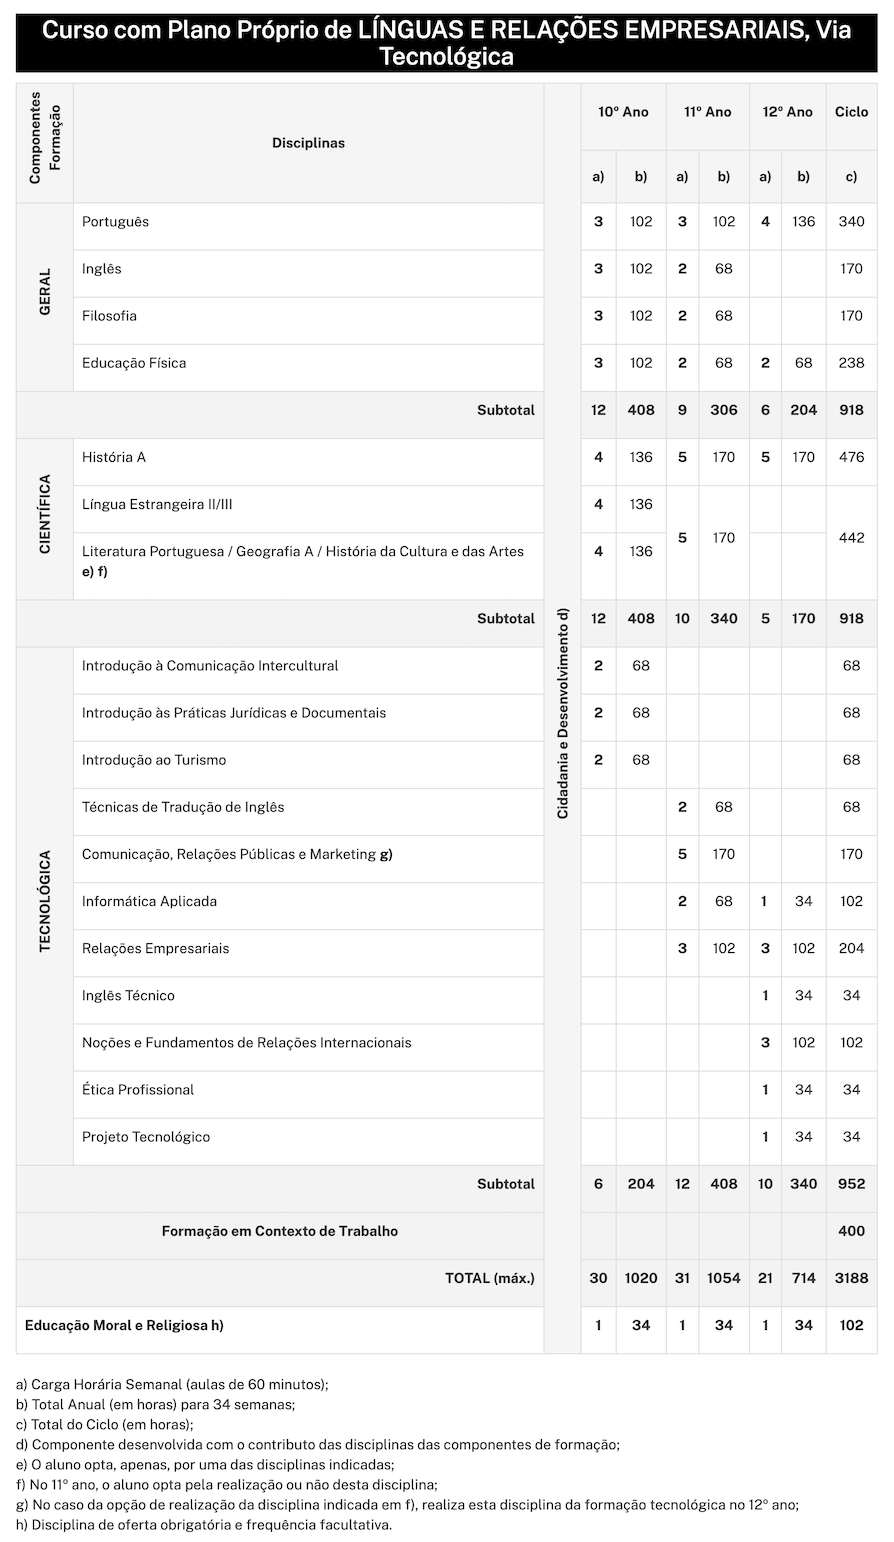 Curso com Plano Próprio de LÍNGUAS E RELAÇÕES EMPRESARIAIS, Via
Tecnológica
Componentes
Formação
Disciplinas
Cidadania e Desenvolvimento d)
10º Ano 11º Ano 12º Ano Ciclo
a) b) a) b) a) b) c)
GERAL
Português 3 102 3 102 4 136 340
Inglês 3 102 2 68 170
Filosofia 3 102 2 68 170
Educação Física 3 102 2 68 2 68 238
Subtotal 12 408 9 306 6 204 918
CIENTÍFICA
História A 4 136 5 170 5 170 476
Língua Estrangeira II/III 4 136
5 170 442
Literatura Portuguesa / Geografia A / História da Cultura e das Artes 4 136
e) f)
Subtotal 12 408 10 340 5 170 918
TECNOLÓGICA
Introdução à Comunicação Intercultural 2 68 68
Introdução às Práticas Jurídicas e Documentais 2 68 68
Introdução ao Turismo 2 68 68
Técnicas de Tradução de Inglês 2 68 68
Comunicação, Relações Públicas e Marketing g) 5 170 170
Informática Aplicada 2 68 1 34 102
Relações Empresariais 3 102 3 102 204
Inglês Técnico 1 34 34
Noções e Fundamentos de Relações Internacionais 3 102 102
Ética Profissional 1 34 34
Projeto Tecnológico 1 34 34
Subtotal 6 204 12 408 10 340 952
Formação em Contexto de Trabalho 400
TOTAL (máx.) 30 1020 31 1054 21 714 3188
Educação Moral e Religiosa h) 1 34 1 34 1 34 102
a) Carga Horária Semanal (aulas de 60 minutos);
b) Total Anual (em horas) para 34 semanas;
c) Total do Ciclo (em horas);
d) Componente desenvolvida com o contributo das disciplinas das componentes de formação;
e) O aluno opta, apenas, por uma das disciplinas indicadas;
f) No 11º ano, o aluno opta pela realização ou não desta disciplina;
g) No caso da opção de realização da disciplina indicada em f), realiza esta disciplina da formação tecnológica no 12º ano;
h) Disciplina de oferta obrigatória e frequência facultativa.